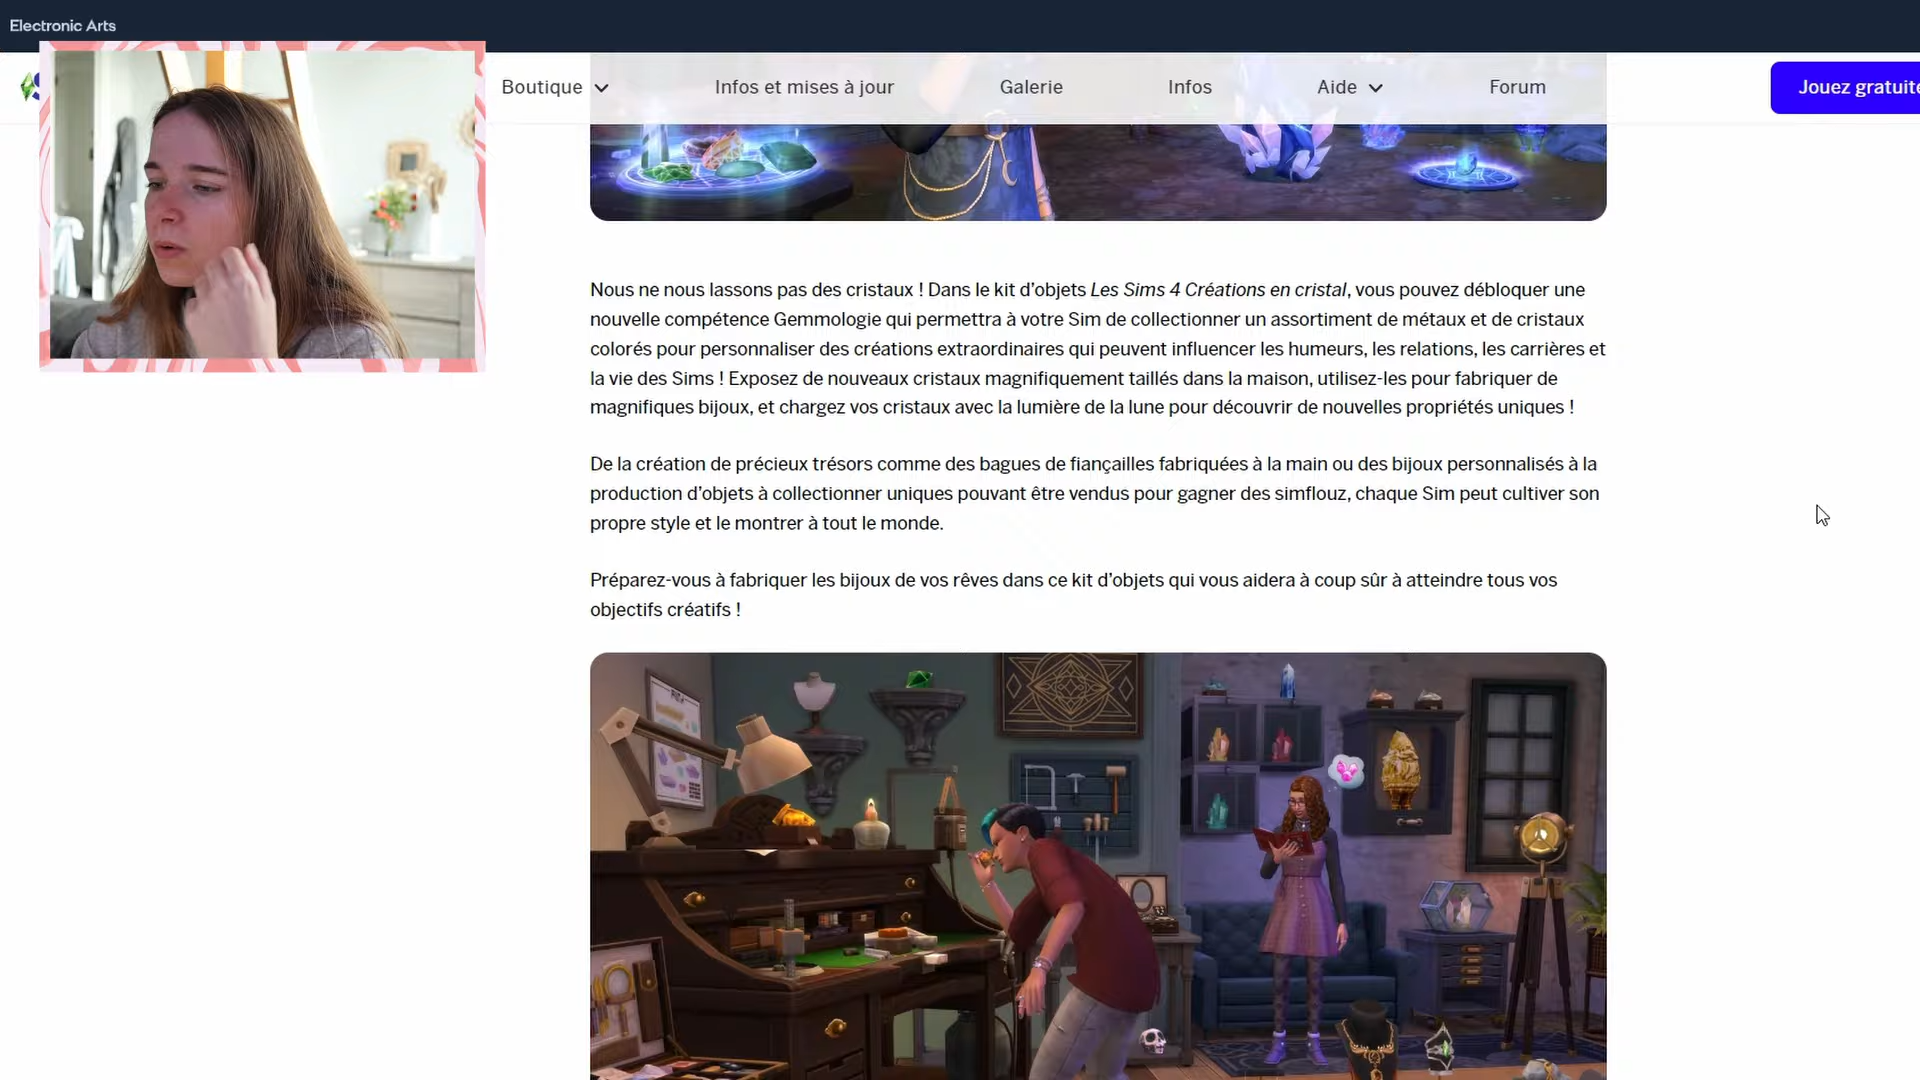 Electronic Arts
Boutique
Infos et mises à jour
Galerie
Infos
Aide
Forum
Jouez gratuite
Nous ne nous lassons pas des cristaux ! Dans le kit d’objets Les Sims 4 Créations en cristal, vous pouvez débloquer une
nouvelle compétence Gemmologie qui permettra à votre Sim de collectionner un assortiment de métaux et de cristaux
colorés pour personnaliser des créations extraordinaires qui peuvent influencer les humeurs, les relations, les carrières et
la vie des Sims ! Exposez de nouveaux cristaux magnifiquement taillés dans la maison, utilisez-les pour fabriquer de
magnifiques bijoux, et chargez vos cristaux avec la lumière de la lune pour découvrir de nouvelles propriétés uniques !
De la création de précieux trésors comme des bagues de fiançailles fabriquées à la main ou des bijoux personnalisés à la
production d’objets à collectionner uniques pouvant être vendus pour gagner des simflouz, chaque Sim peut cultiver son
propre style et le montrer à tout le monde.
Préparez-vous à fabriquer les bijoux de vos rêves dans ce kit d’objets qui vous aidera à coup sûr à atteindre tous vos
objectifs créatifs !